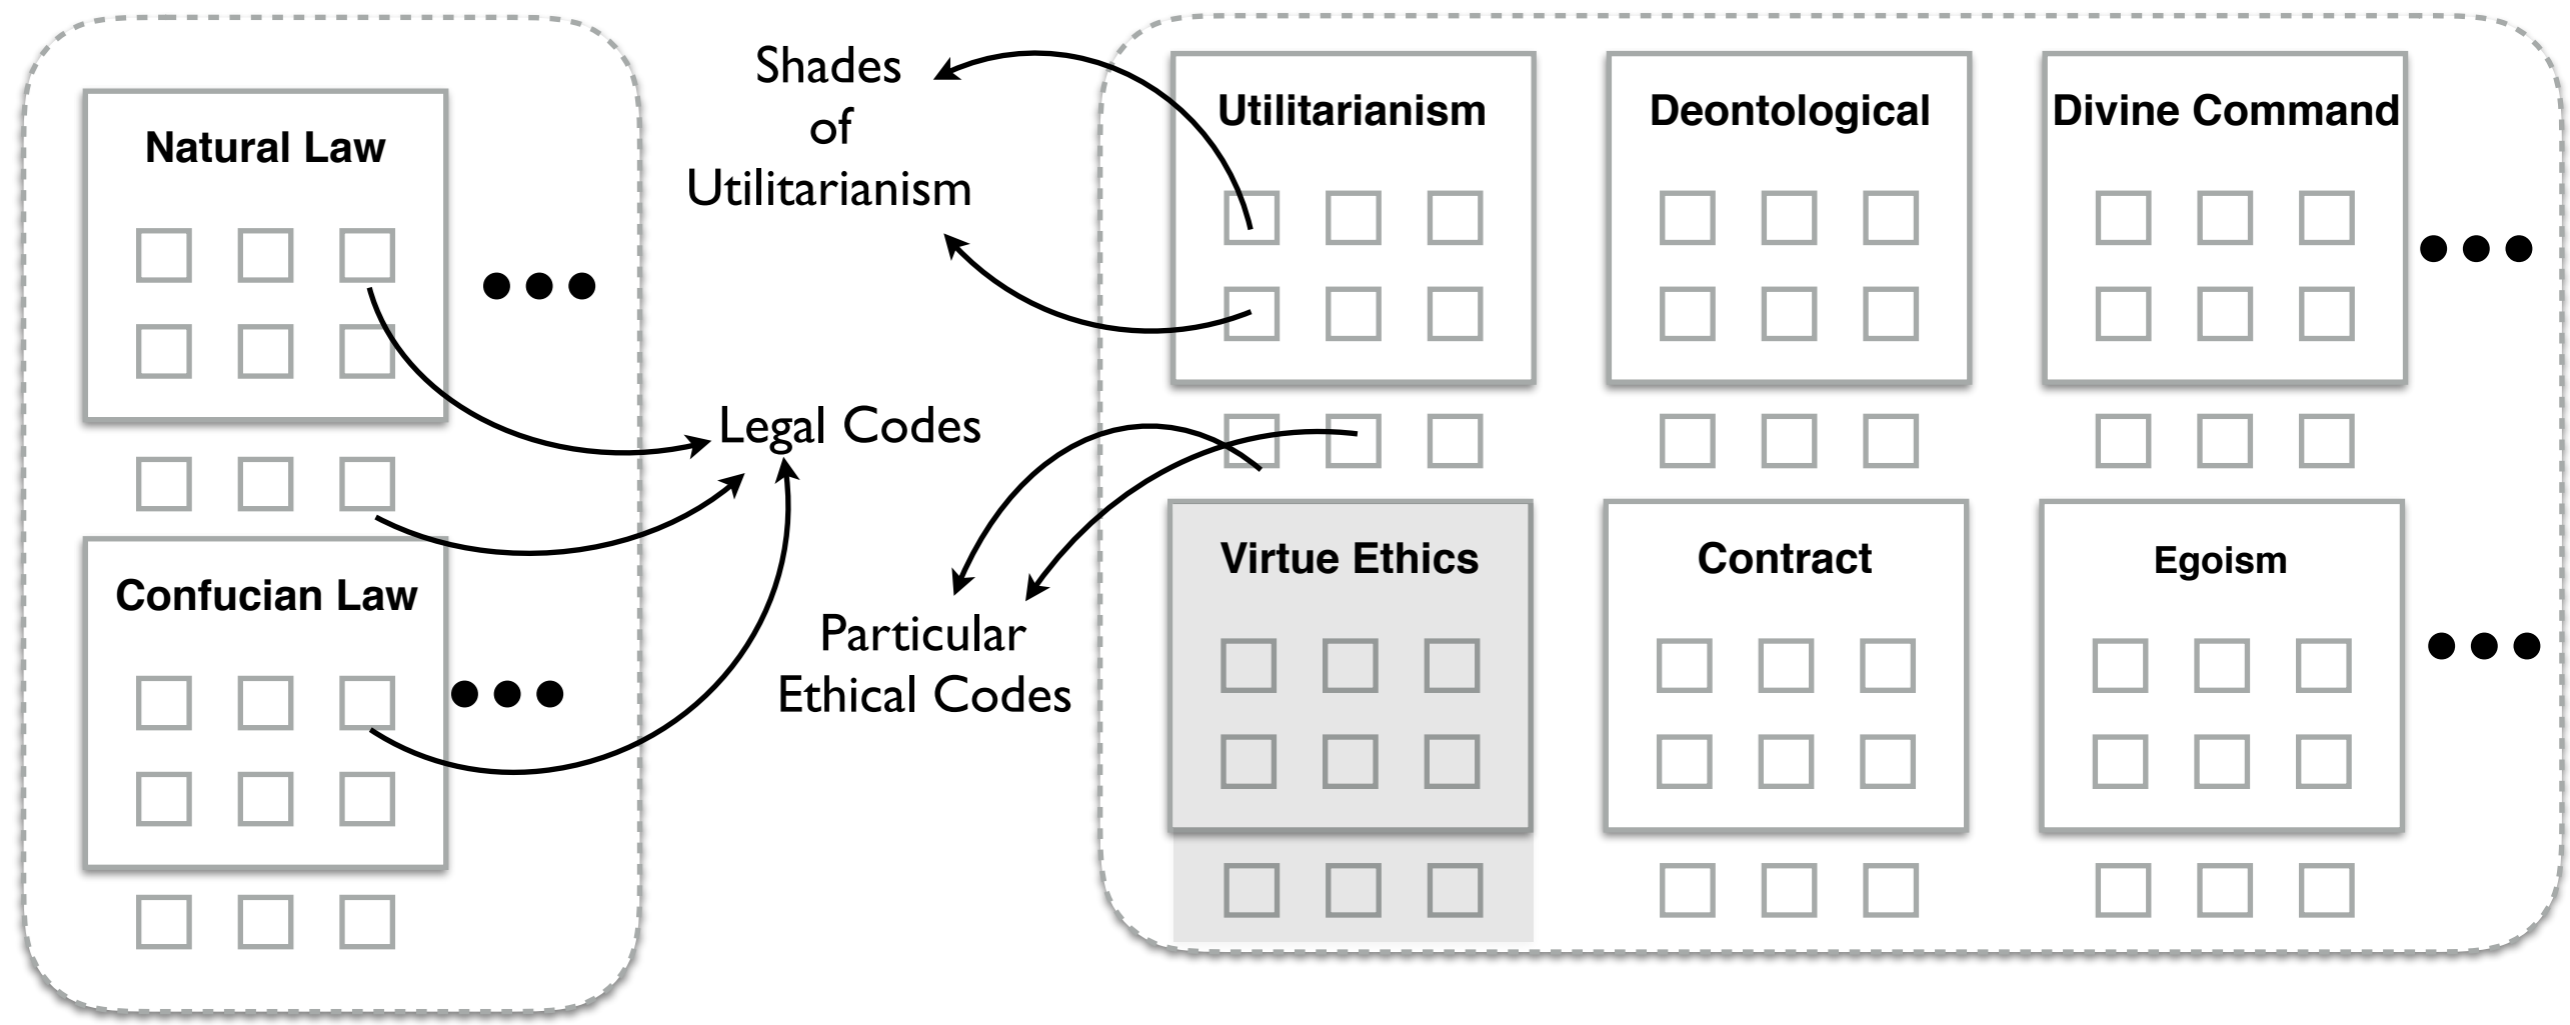 Natural Law
Confucian Law
Shades
of
Utilitarianism
Legal Codes
Particular
Ethical Codes
Utilitarianism
Deontological
Divine Command
Virtue Ethics
Contract
Egoism